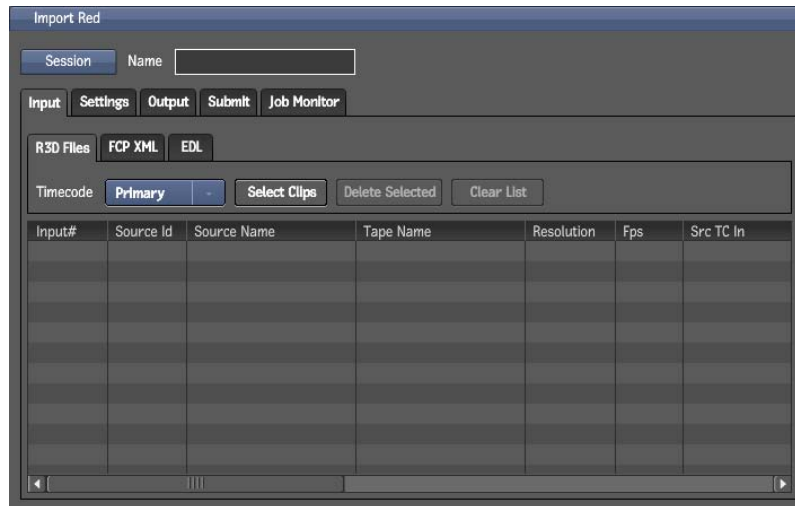 Import Red
Session Name
Input Settings Output Submit Job Monitor
R3D Files FCP XML EDL
Timecode Primary Select Clips Delete Selected Clear List
Input# Source Id Source Name Tape Name Resolution Fps Src TC In